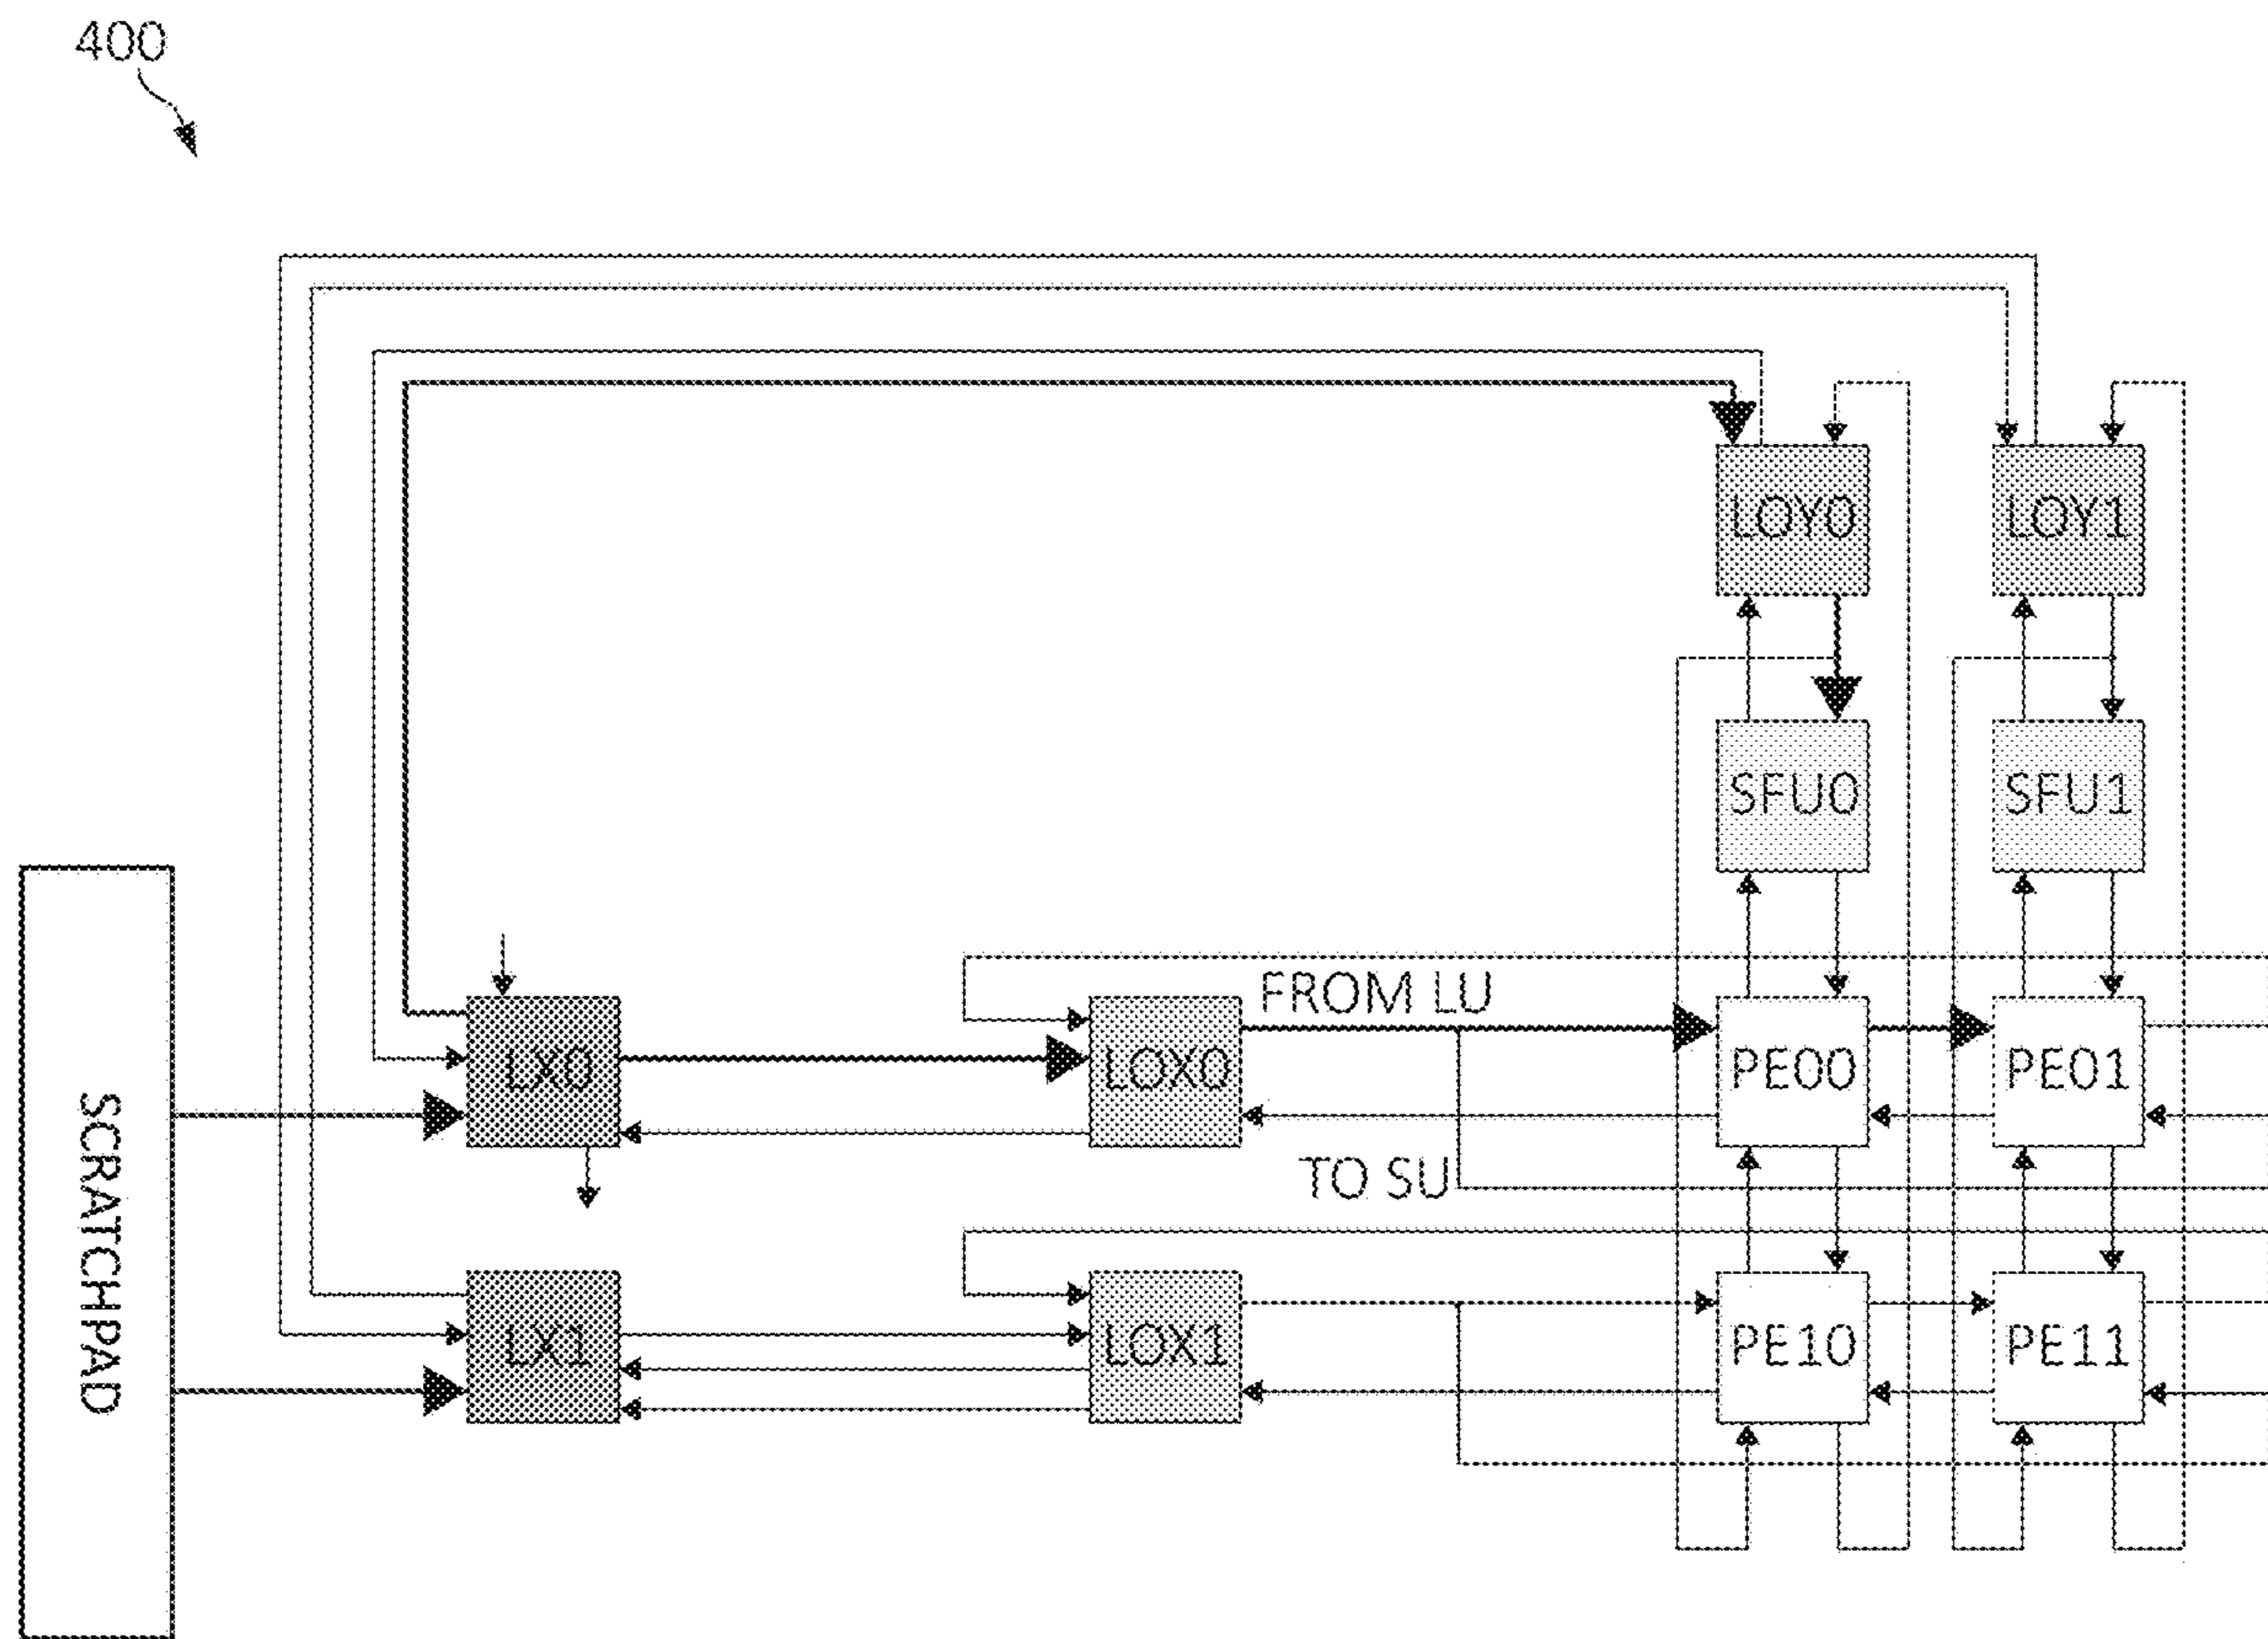 400
LOY0 LOY1
SFU0 SFU1
FROM LU
LX0 LOX0 PE00 PE01
SCRATCHPAD
TO SU
LX1 LOX1 PE10 PE11